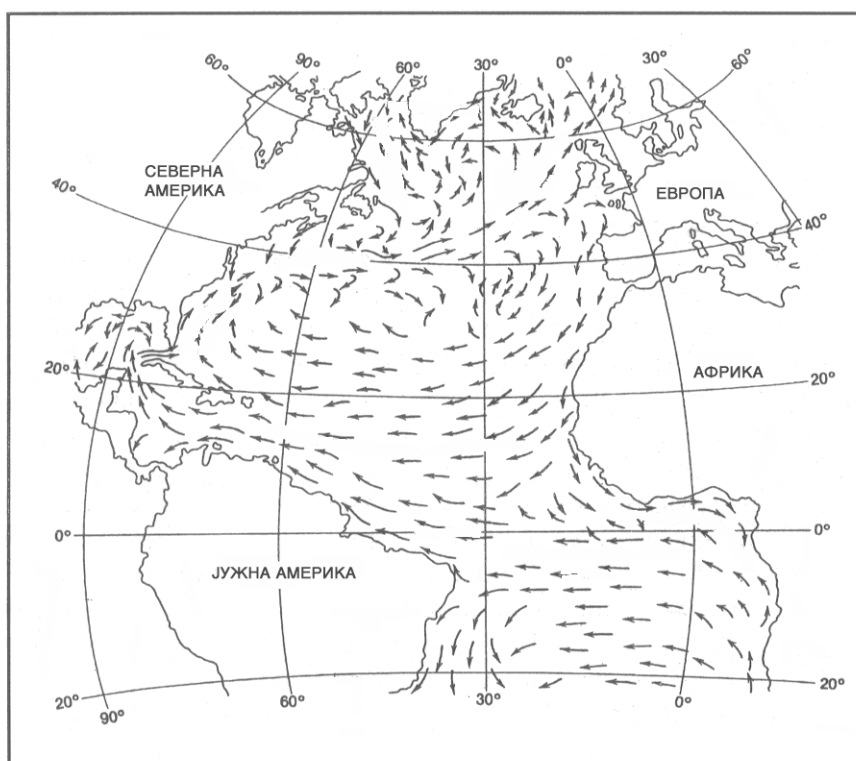 90° 60° 30° 0° 30°
60° 60°
СЕВЕРНА
АМЕРИКА
ЕВРОПА
40° 40°
АФРИКА
20° 20°
0° 0°
ЈУЖНА АМЕРИКА
20° 20°
90° 60° 30° 0°